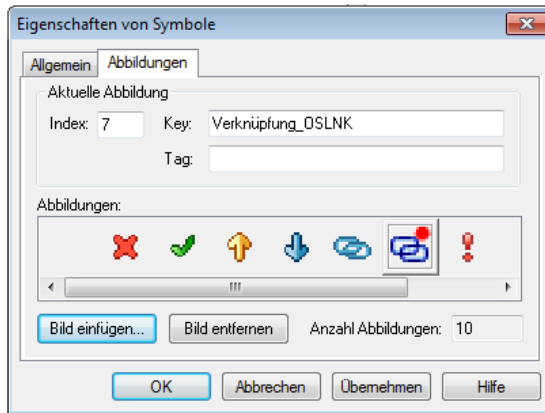 Eigenschaften von Symbole
Allgemein Abbildungen
Aktuelle Abbildung
Index: 7 Key: Verknüpfung_OSLNK
Tag:
Abbildungen:
Bild einfügen... Bild entfernen Anzahl Abbildungen: 10
OK Abbrechen Übernehmen Hilfe